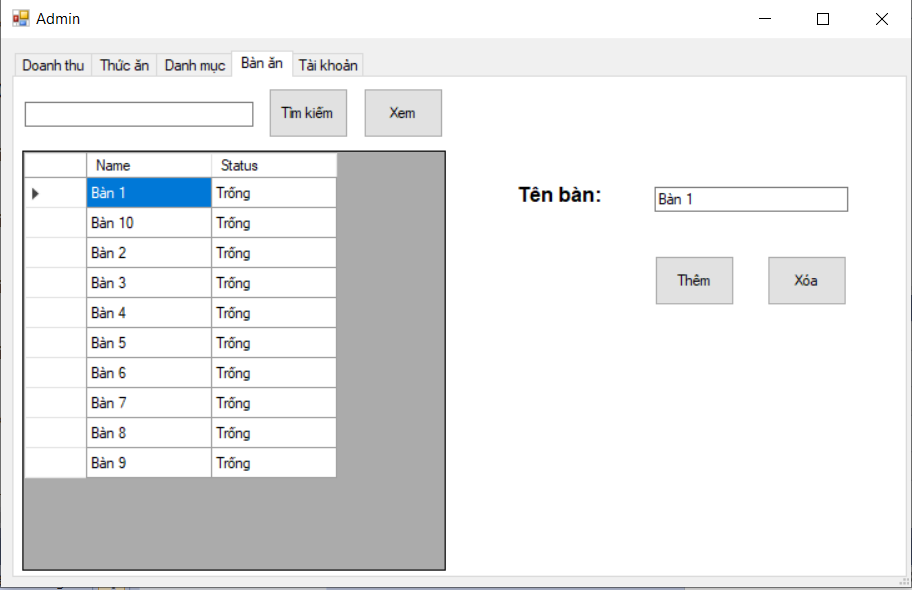 Admin
Doanh thu Thức ăn Danh mục Bàn ăn Tài khoản
Tìm kiếm Xem
Name Status
Bàn 1 Trống
Bàn 10 Trống
Bàn 2 Trống
Bàn 3 Trống
Bàn 4 Trống
Bàn 5 Trống
Bàn 6 Trống
Bàn 7 Trống
Bàn 8 Trống
Bàn 9 Trống
Tên bàn: Bàn 1
Thêm Xóa